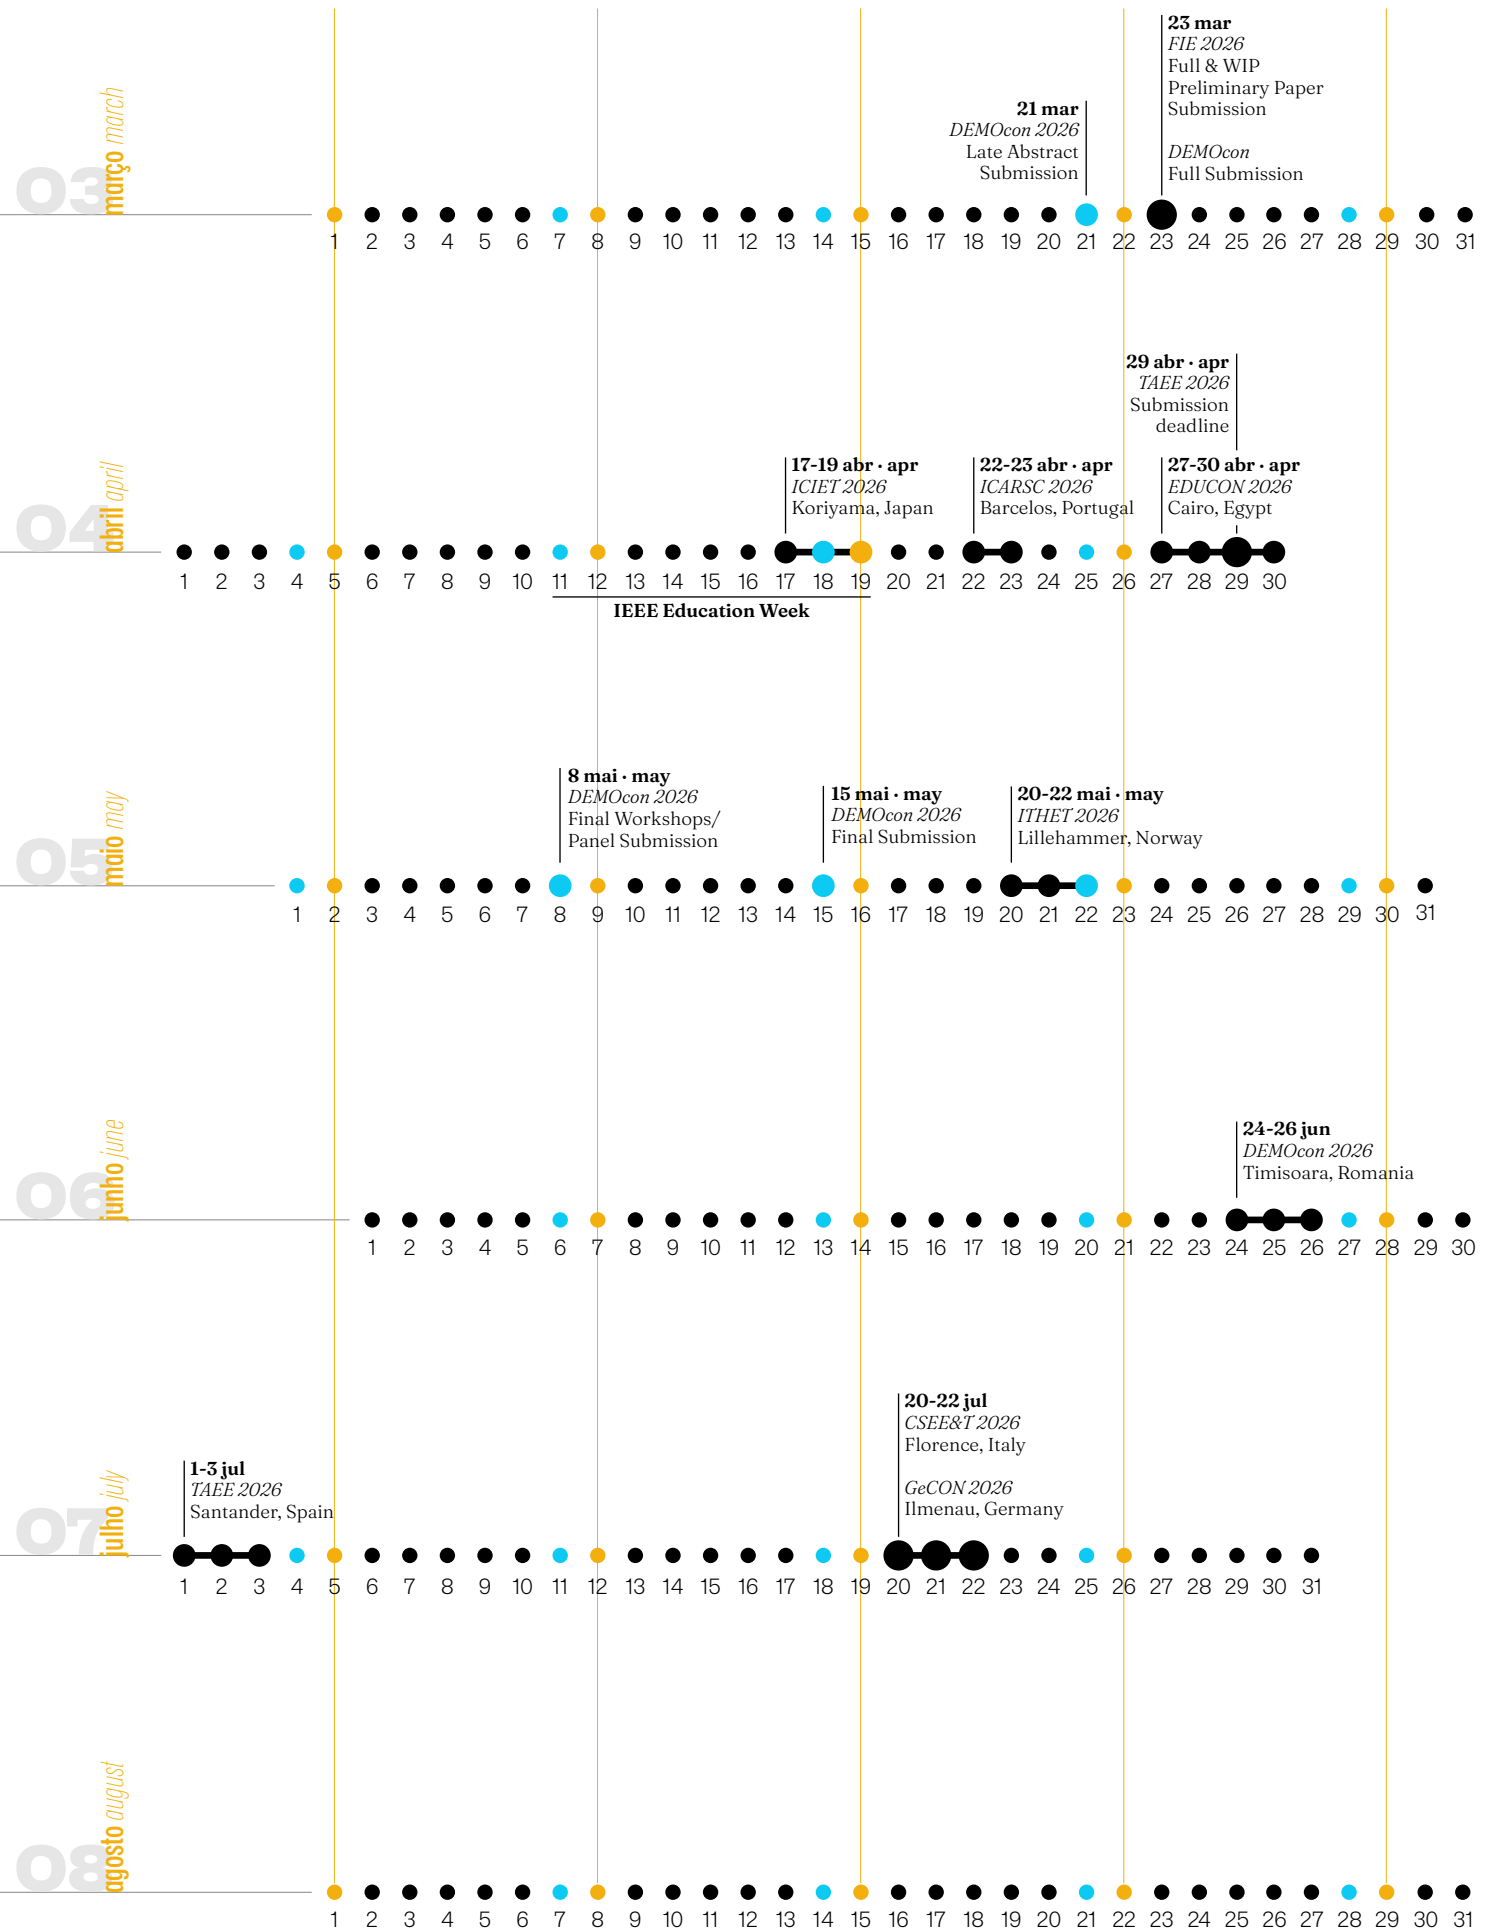 23 mar
FIE 2026
Full & WIP
Preliminary Paper
Submission
DEMOcon
Full Submission
21 mar
DEMOcon 2026
Late Abstract
Submission
03
março march
1 2 3 4 5 6 7 8 9 10 11 12 13 14 15 16 17 18 19 20 21 22 23 24 25 26 27 28 29 30 31
29 abr · apr
TAEE 2026
Submission
deadline
17-19 abr · apr
ICIET 2026
Koriyama, Japan
22-23 abr · apr
ICARSC 2026
Barcelos, Portugal
27-30 abr · apr
EDUCON 2026
Cairo, Egypt
04
abril april
1 2 3 4 5 6 7 8 9 10 11 12 13 14 15 16 17 18 19 20 21 22 23 24 25 26 27 28 29 30
IEEE Education Week
8 mai · may
DEMOcon 2026
Final Workshops/
Panel Submission
15 mai · may
DEMOcon 2026
Final Submission
20-22 mai · may
ITHET 2026
Lillehammer, Norway
05
maio may
1 2 3 4 5 6 7 8 9 10 11 12 13 14 15 16 17 18 19 20 21 22 23 24 25 26 27 28 29 30 31
24-26 jun
DEMOcon 2026
Timisoara, Romania
06
junho june
1 2 3 4 5 6 7 8 9 10 11 12 13 14 15 16 17 18 19 20 21 22 23 24 25 26 27 28 29 30
20-22 jul
CSEE&T 2026
Florence, Italy
GeCON 2026
Ilmenau, Germany
1-3 jul
TAEE 2026
Santander, Spain
07
julho july
1 2 3 4 5 6 7 8 9 10 11 12 13 14 15 16 17 18 19 20 21 22 23 24 25 26 27 28 29 30 31
08
agosto august
1 2 3 4 5 6 7 8 9 10 11 12 13 14 15 16 17 18 19 20 21 22 23 24 25 26 27 28 29 30 31